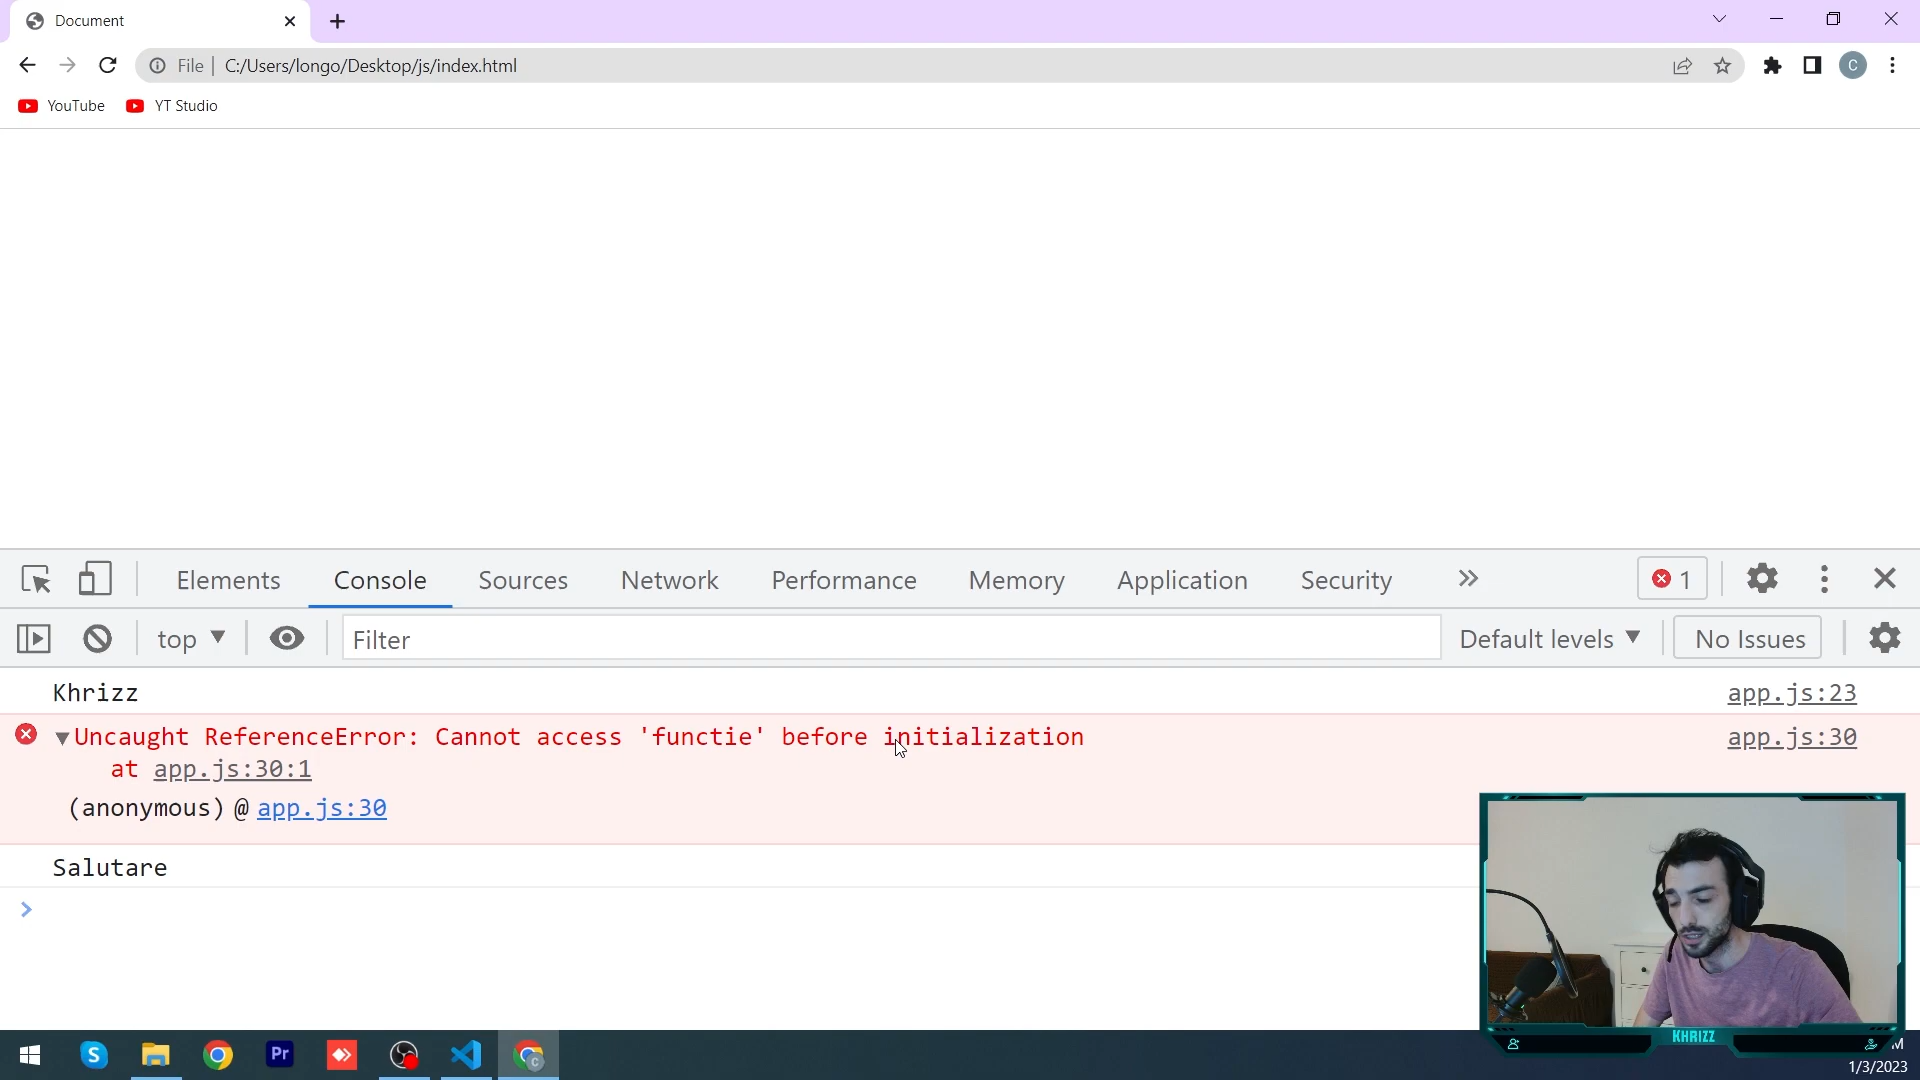 Document
File | C:/Users/longo/Desktop/js/index.html
C
YouTube YT Studio
Elements Console Sources Network Performance Memory Application Security 1
top Filter Default levels No Issues
Khrizz app.js:23
Uncaught ReferenceError: Cannot access 'functie' before initialization app.js:30
at app.js:30:1
(anonymous) @ app.js:30
Salutare
KHRIZZ
S Pr C M
1/3/2023